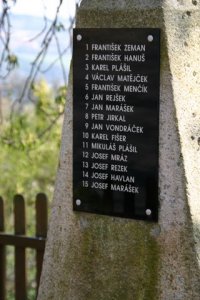 1 FRANTIŠEK ZEMAN
2 FRANTIŠEK HANUŠ
3 KAREL PLÁŠIL
4 VÁCLAV MATĚJČEK
5 FRANTIŠEK MENČÍK
6 JAN REJŠEK
7 JAN MARÁŠEK
8 PETR JIRKAL
9 JAN VONDRÁČEK
10 KAREL FIŠER
11 MIKULÁŠ PLÁŠIL
12 JOSEF MRÁZ
13 JOSEF REZEK
14 JOSEF HAVLAN
15 JOSEF MARÁŠEK